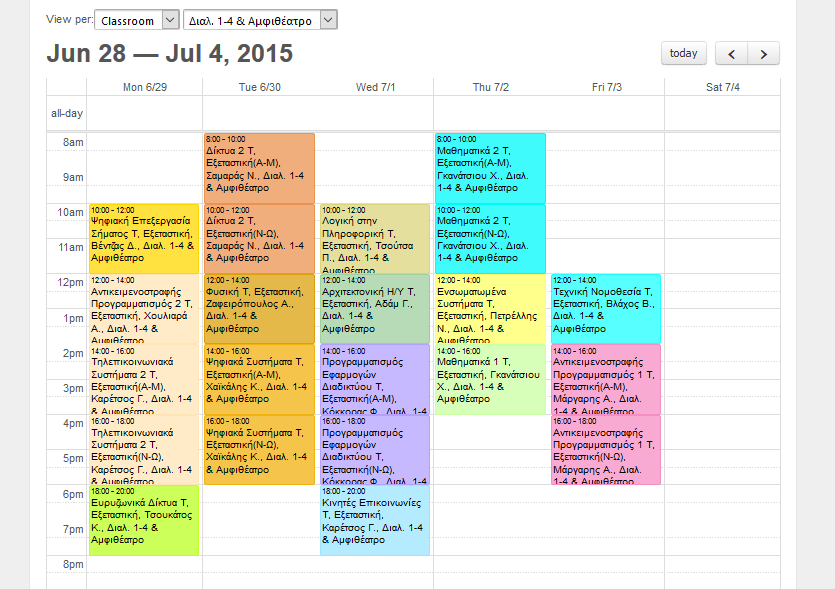 View per: Classroom Διαλ. 1-4 & Αμφιθέατρο
Jun 28 — Jul 4, 2015
today
Mon 6/29 Tue 6/30 Wed 7/1 Thu 7/2 Fri 7/3 Sat 7/4
all-day
8am
9am
10am
11am
12pm
1pm
2pm
3pm
4pm
5pm
6pm
7pm
8pm
10:00 - 12:00
Ψηφιακή Επεξεργασία
Σήματος Τ, Εξεταστική,
Βέντζας Δ., Διαλ. 1-4 &
Αμφιθέατρο
12:00 - 14:00
Αντικειμενοστραφής
Προγραμματισμός 2 Τ,
Εξεταστική, Χουλιαρά
Α., Διαλ. 1-4 &
Αμφιθέατρο
14:00 - 16:00
Τηλεπικοινωνιακά
Συστήματα 2 Τ,
Εξεταστική(Α-Μ),
Καρέτσος Γ., Διαλ. 1-4
& Αμφιθέατρο
16:00 - 18:00
Τηλεπικοινωνιακά
Συστήματα 2 Τ,
Εξεταστική(Ν-Ω),
Καρέτσος Γ., Διαλ. 1-4
& Αμφιθέατρο
18:00 - 20:00
Ευρυζωνικά Δίκτυα Τ,
Εξεταστική, Τσουκάτος
Κ., Διαλ. 1-4 &
Αμφιθέατρο
8:00 - 10:00
Δίκτυα 2 Τ,
Εξεταστική(Α-Μ),
Σαμαράς Ν., Διαλ. 1-4
& Αμφιθέατρο
10:00 - 12:00
Δίκτυα 2 Τ,
Εξεταστική(Ν-Ω),
Σαμαράς Ν., Διαλ. 1-4
& Αμφιθέατρο
12:00 - 14:00
Φυσική Τ, Εξεταστική,
Ζαφειρόπουλος Α.,
Διαλ. 1-4 &
Αμφιθέατρο
14:00 - 16:00
Ψηφιακά Συστήματα Τ,
Εξεταστική(Α-Μ),
Χαϊκάλης Κ., Διαλ. 1-4
& Αμφιθέατρο
16:00 - 18:00
Ψηφιακά Συστήματα Τ,
Εξεταστική(Ν-Ω),
Χαϊκάλης Κ., Διαλ. 1-4
& Αμφιθέατρο
10:00 - 12:00
Λογική στην
Πληροφορική Τ,
Εξεταστική, Τσούτσα
Π., Διαλ. 1-4 &
Αμφιθέατρο
12:00 - 14:00
Αρχιτεκτονική Η/Υ Τ,
Εξεταστική, Αδάμ Γ.,
Διαλ. 1-4 &
Αμφιθέατρο
14:00 - 16:00
Προγραμματισμός
Εφαρμογών
Διαδικτύου Τ,
Εξεταστική(Α-Μ),
Κόκκορας Φ., Διαλ. 1-4
16:00 - 18:00
Προγραμματισμός
Εφαρμογών
Διαδικτύου Τ,
Εξεταστική(Ν-Ω),
Κόκκορας Φ., Διαλ. 1-4
18:00 - 20:00
Κινητές Επικοινωνίες
Τ, Εξεταστική,
Καρέτσος Γ., Διαλ. 1-4
& Αμφιθέατρο
8:00 - 10:00
Μαθηματικά 2 Τ,
Εξεταστική(Α-Μ),
Γκανάτσιου Χ., Διαλ.
1-4 & Αμφιθέατρο
10:00 - 12:00
Μαθηματικά 2 Τ,
Εξεταστική(Ν-Ω),
Γκανάτσιου Χ., Διαλ.
1-4 & Αμφιθέατρο
12:00 - 14:00
Ενσωματωμένα
Συστήματα Τ,
Εξεταστική, Πετρέλλης
Ν., Διαλ. 1-4 &
Αμφιθέατρο
14:00 - 16:00
Μαθηματικά 1 Τ,
Εξεταστική, Γκανάτσιου
Χ., Διαλ. 1-4 &
Αμφιθέατρο
12:00 - 14:00
Τεχνική Νομοθεσία Τ,
Εξεταστική, Βλάχος Β.,
Διαλ. 1-4 &
Αμφιθέατρο
14:00 - 16:00
Αντικειμενοστραφής
Προγραμματισμός 1 Τ,
Εξεταστική(Α-Μ),
Μάργαρης Α., Διαλ.
1-4 & Αμφιθέατρο
16:00 - 18:00
Αντικειμενοστραφής
Προγραμματισμός 1 Τ,
Εξεταστική(Ν-Ω),
Μάργαρης Α., Διαλ.
1-4 & Αμφιθέατρο